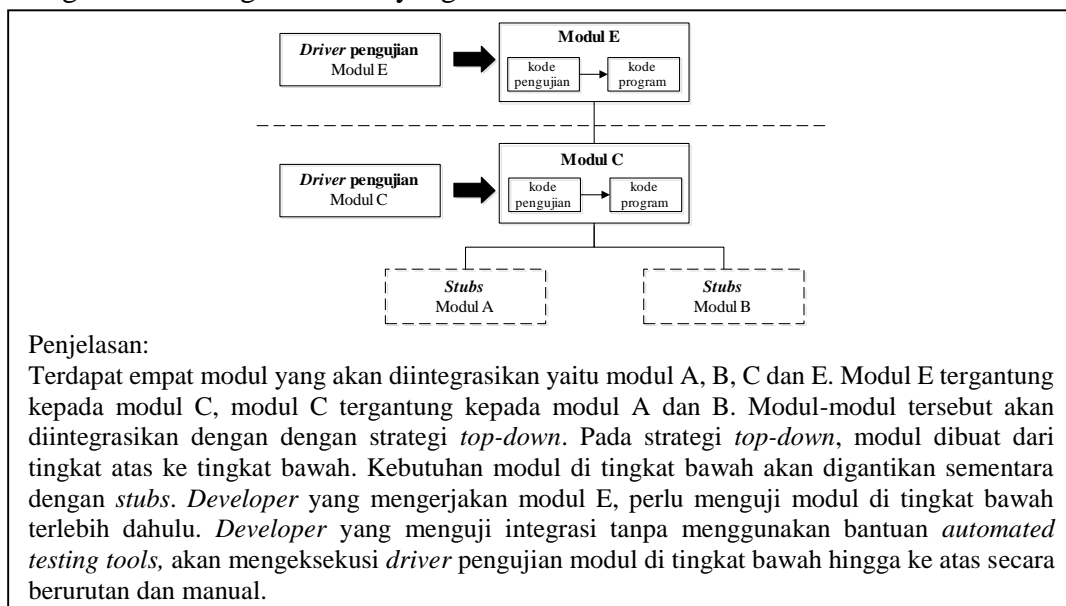 Modul E
Driver pengujian
Modul E
kode
pengujian
kode
program
Modul C
Driver pengujian
Modul C
kode
pengujian
kode
program
Stubs
Modul A
Stubs
Modul B
Penjelasan:
Terdapat empat modul yang akan diintegrasikan yaitu modul A, B, C dan E. Modul E tergantung
kepada modul C, modul C tergantung kepada modul A dan B. Modul-modul tersebut akan
diintegrasikan dengan dengan strategi top-down. Pada strategi top-down, modul dibuat dari
tingkat atas ke tingkat bawah. Kebutuhan modul di tingkat bawah akan digantikan sementara
dengan stubs. Developer yang mengerjakan modul E, perlu menguji modul di tingkat bawah
terlebih dahulu. Developer yang menguji integrasi tanpa menggunakan bantuan automated
testing tools, akan mengeksekusi driver pengujian modul di tingkat bawah hingga ke atas secara
berurutan dan manual.